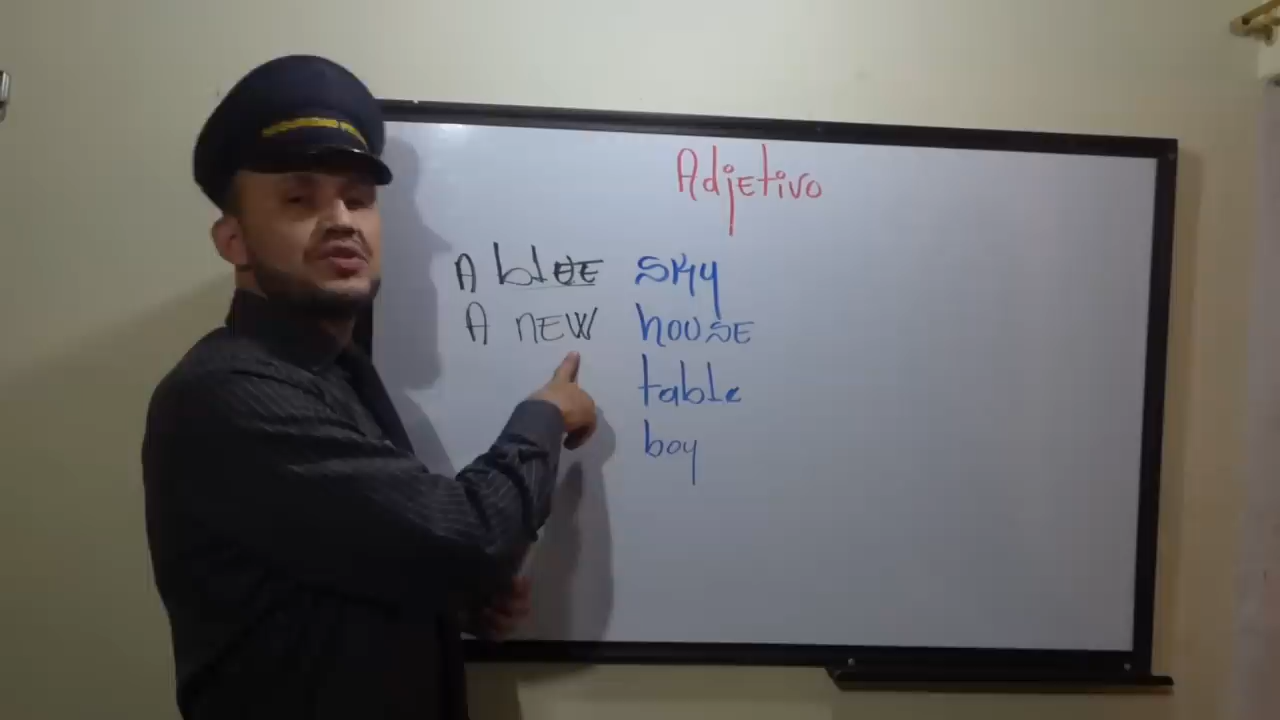 Adjetivo
A blue sky
A new house
table
boy